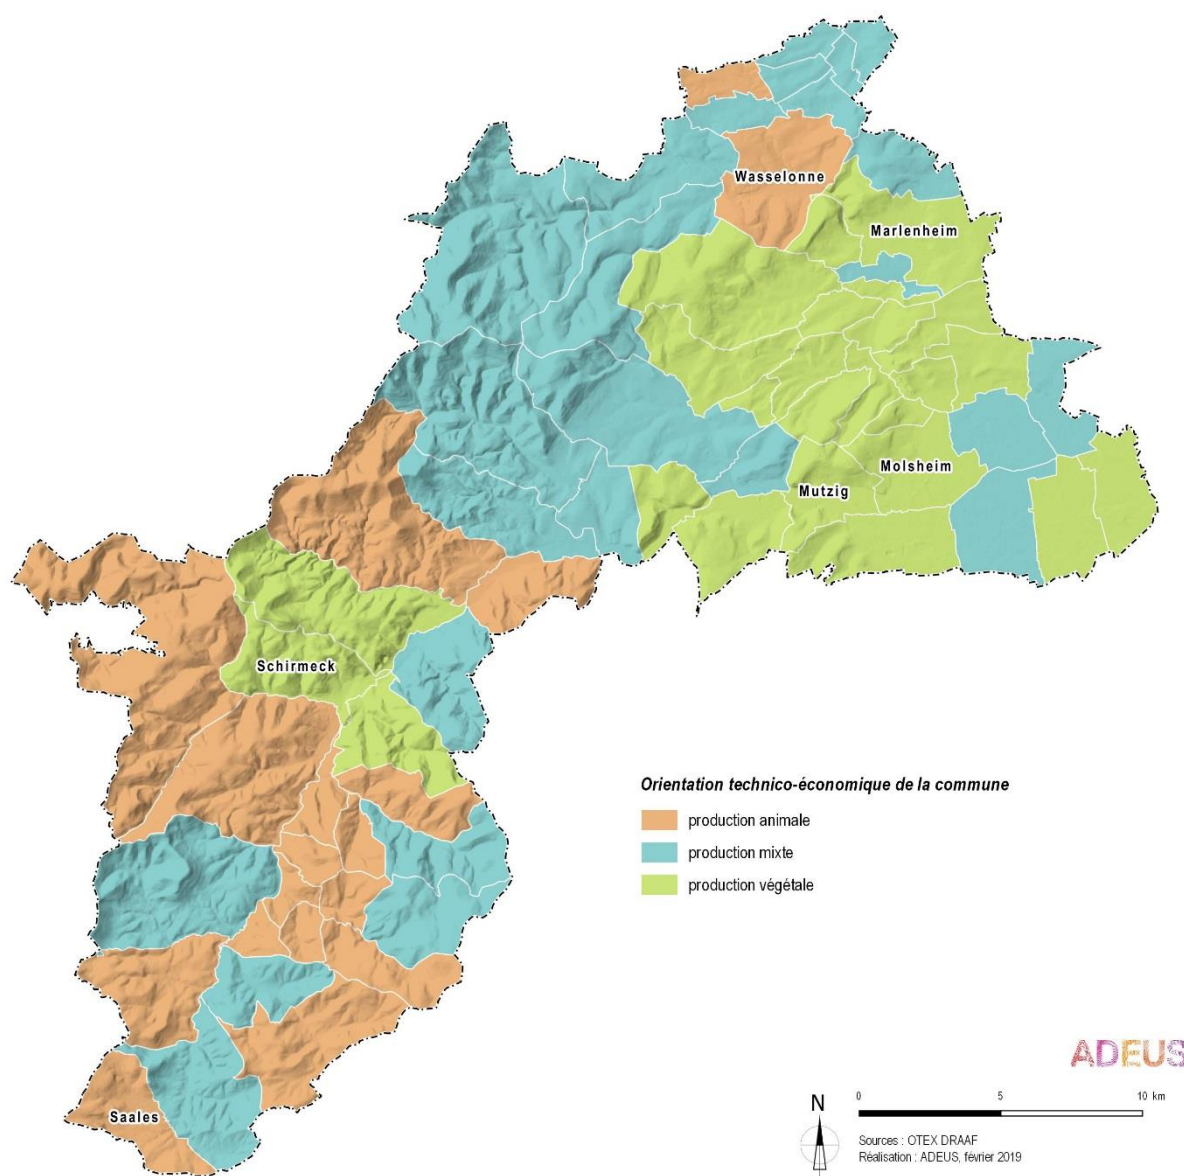 Wasselonne
Marlenheim
Molsheim
Mutzig
Schirmeck
Saales
Orientation technico-économique de la commune
production animale
production mixte
production végétale
ADEUS
N
0 5 10 km
Sources : OTEX DRAAF
Réalisation : ADEUS, février 2019